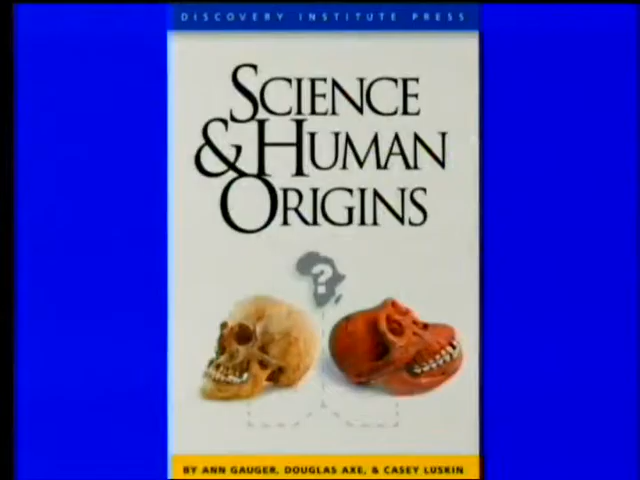 DISCOVERY INSTITUTE PRESS
SCIENCE
& HUMAN
ORIGINS
?
BY ANN GAUGER, DOUGLAS AXE, & CASEY LUSKIN